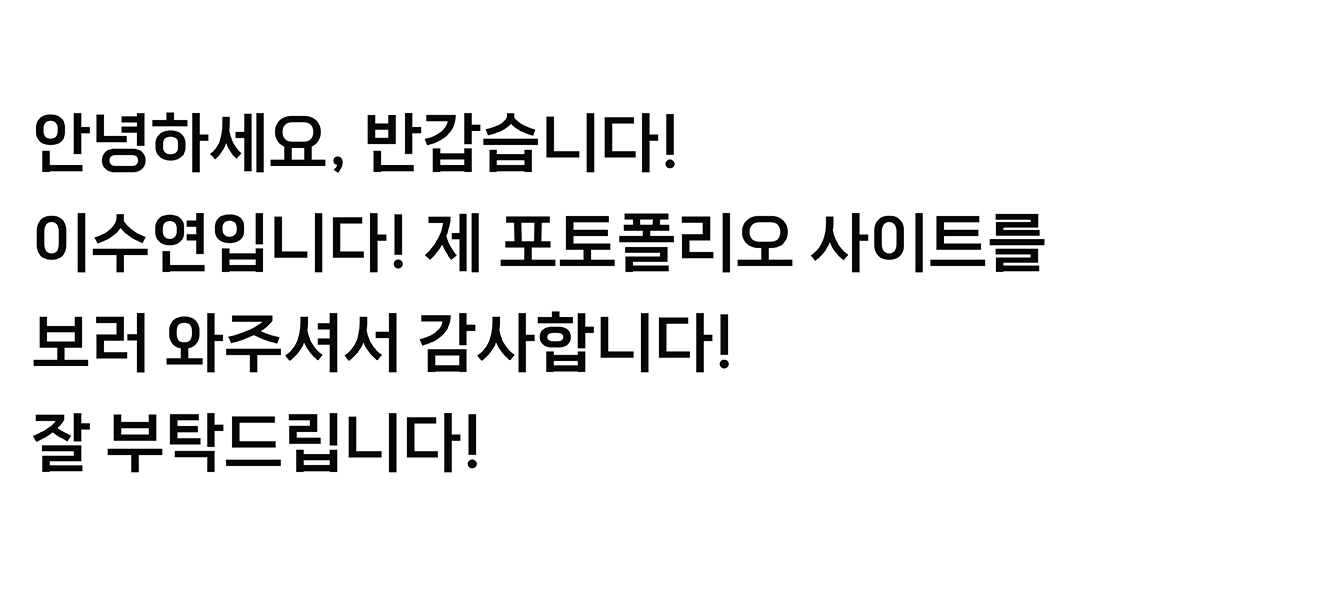 안녕하세요, 반갑습니다!
이수연입니다! 제 포토폴리오 사이트를
보러 와주셔서 감사합니다!
잘 부탁드립니다!